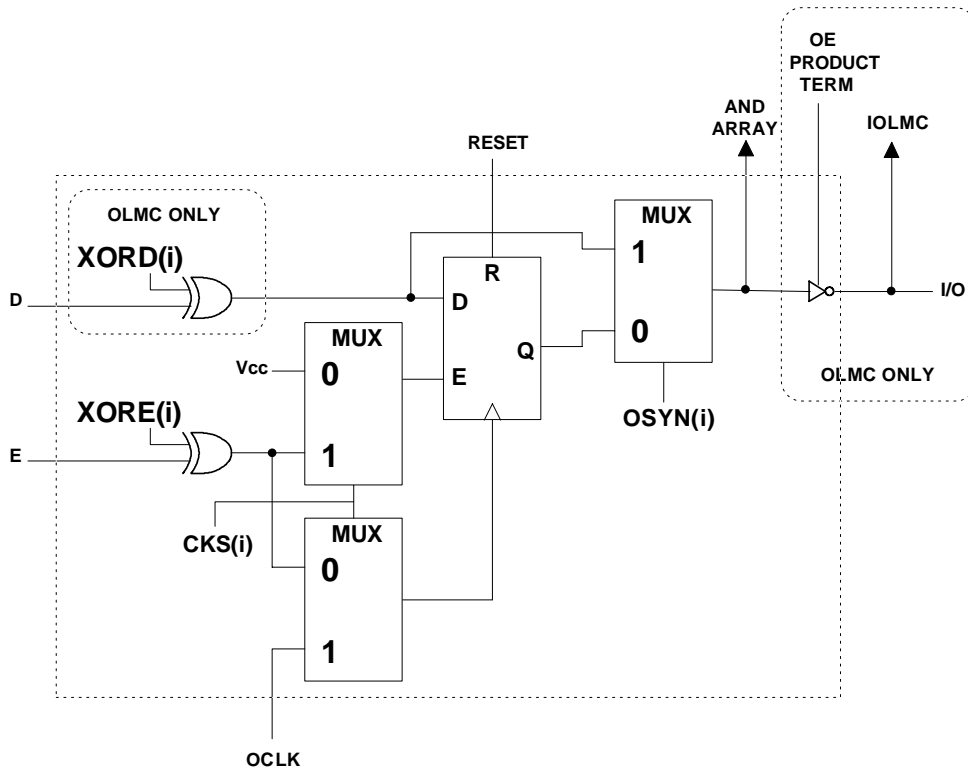 OE
PRODUCT
TERM
AND
ARRAY
IOLMC
RESET
OLMC ONLY
MUX
XORD(i)
1
R
D
D
I/O
MUX
0
Q
Vcc
0
E
OLMC ONLY
XORE(i)
OSYN(i)
1
E
MUX
CKS(i)
0
1
OCLK